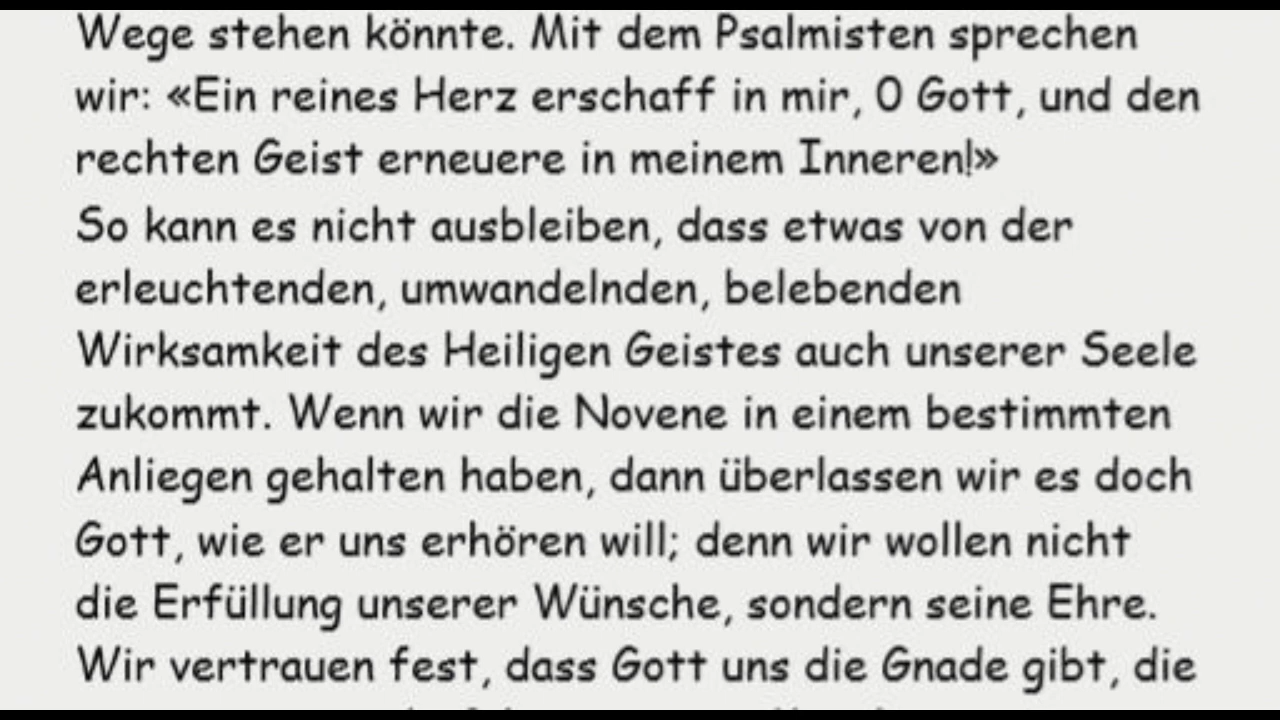 Wege stehen könnte. Mit dem Psalmisten sprechen
wir: «Ein reines Herz erschaff in mir, O Gott, und den
rechten Geist erneuere in meinem Inneren!»
So kann es nicht ausbleiben, dass etwas von der
erleuchtenden, umwandelnden, belebenden
Wirksamkeit des Heiligen Geistes auch unserer Seele
zukommt. Wenn wir die Novene in einem bestimmten
Anliegen gehalten haben, dann überlassen wir es doch
Gott, wie er uns erhören will; denn wir wollen nicht
die Erfüllung unserer Wünsche, sondern seine Ehre.
Wir vertrauen fest, dass Gott uns die Gnade gibt, die